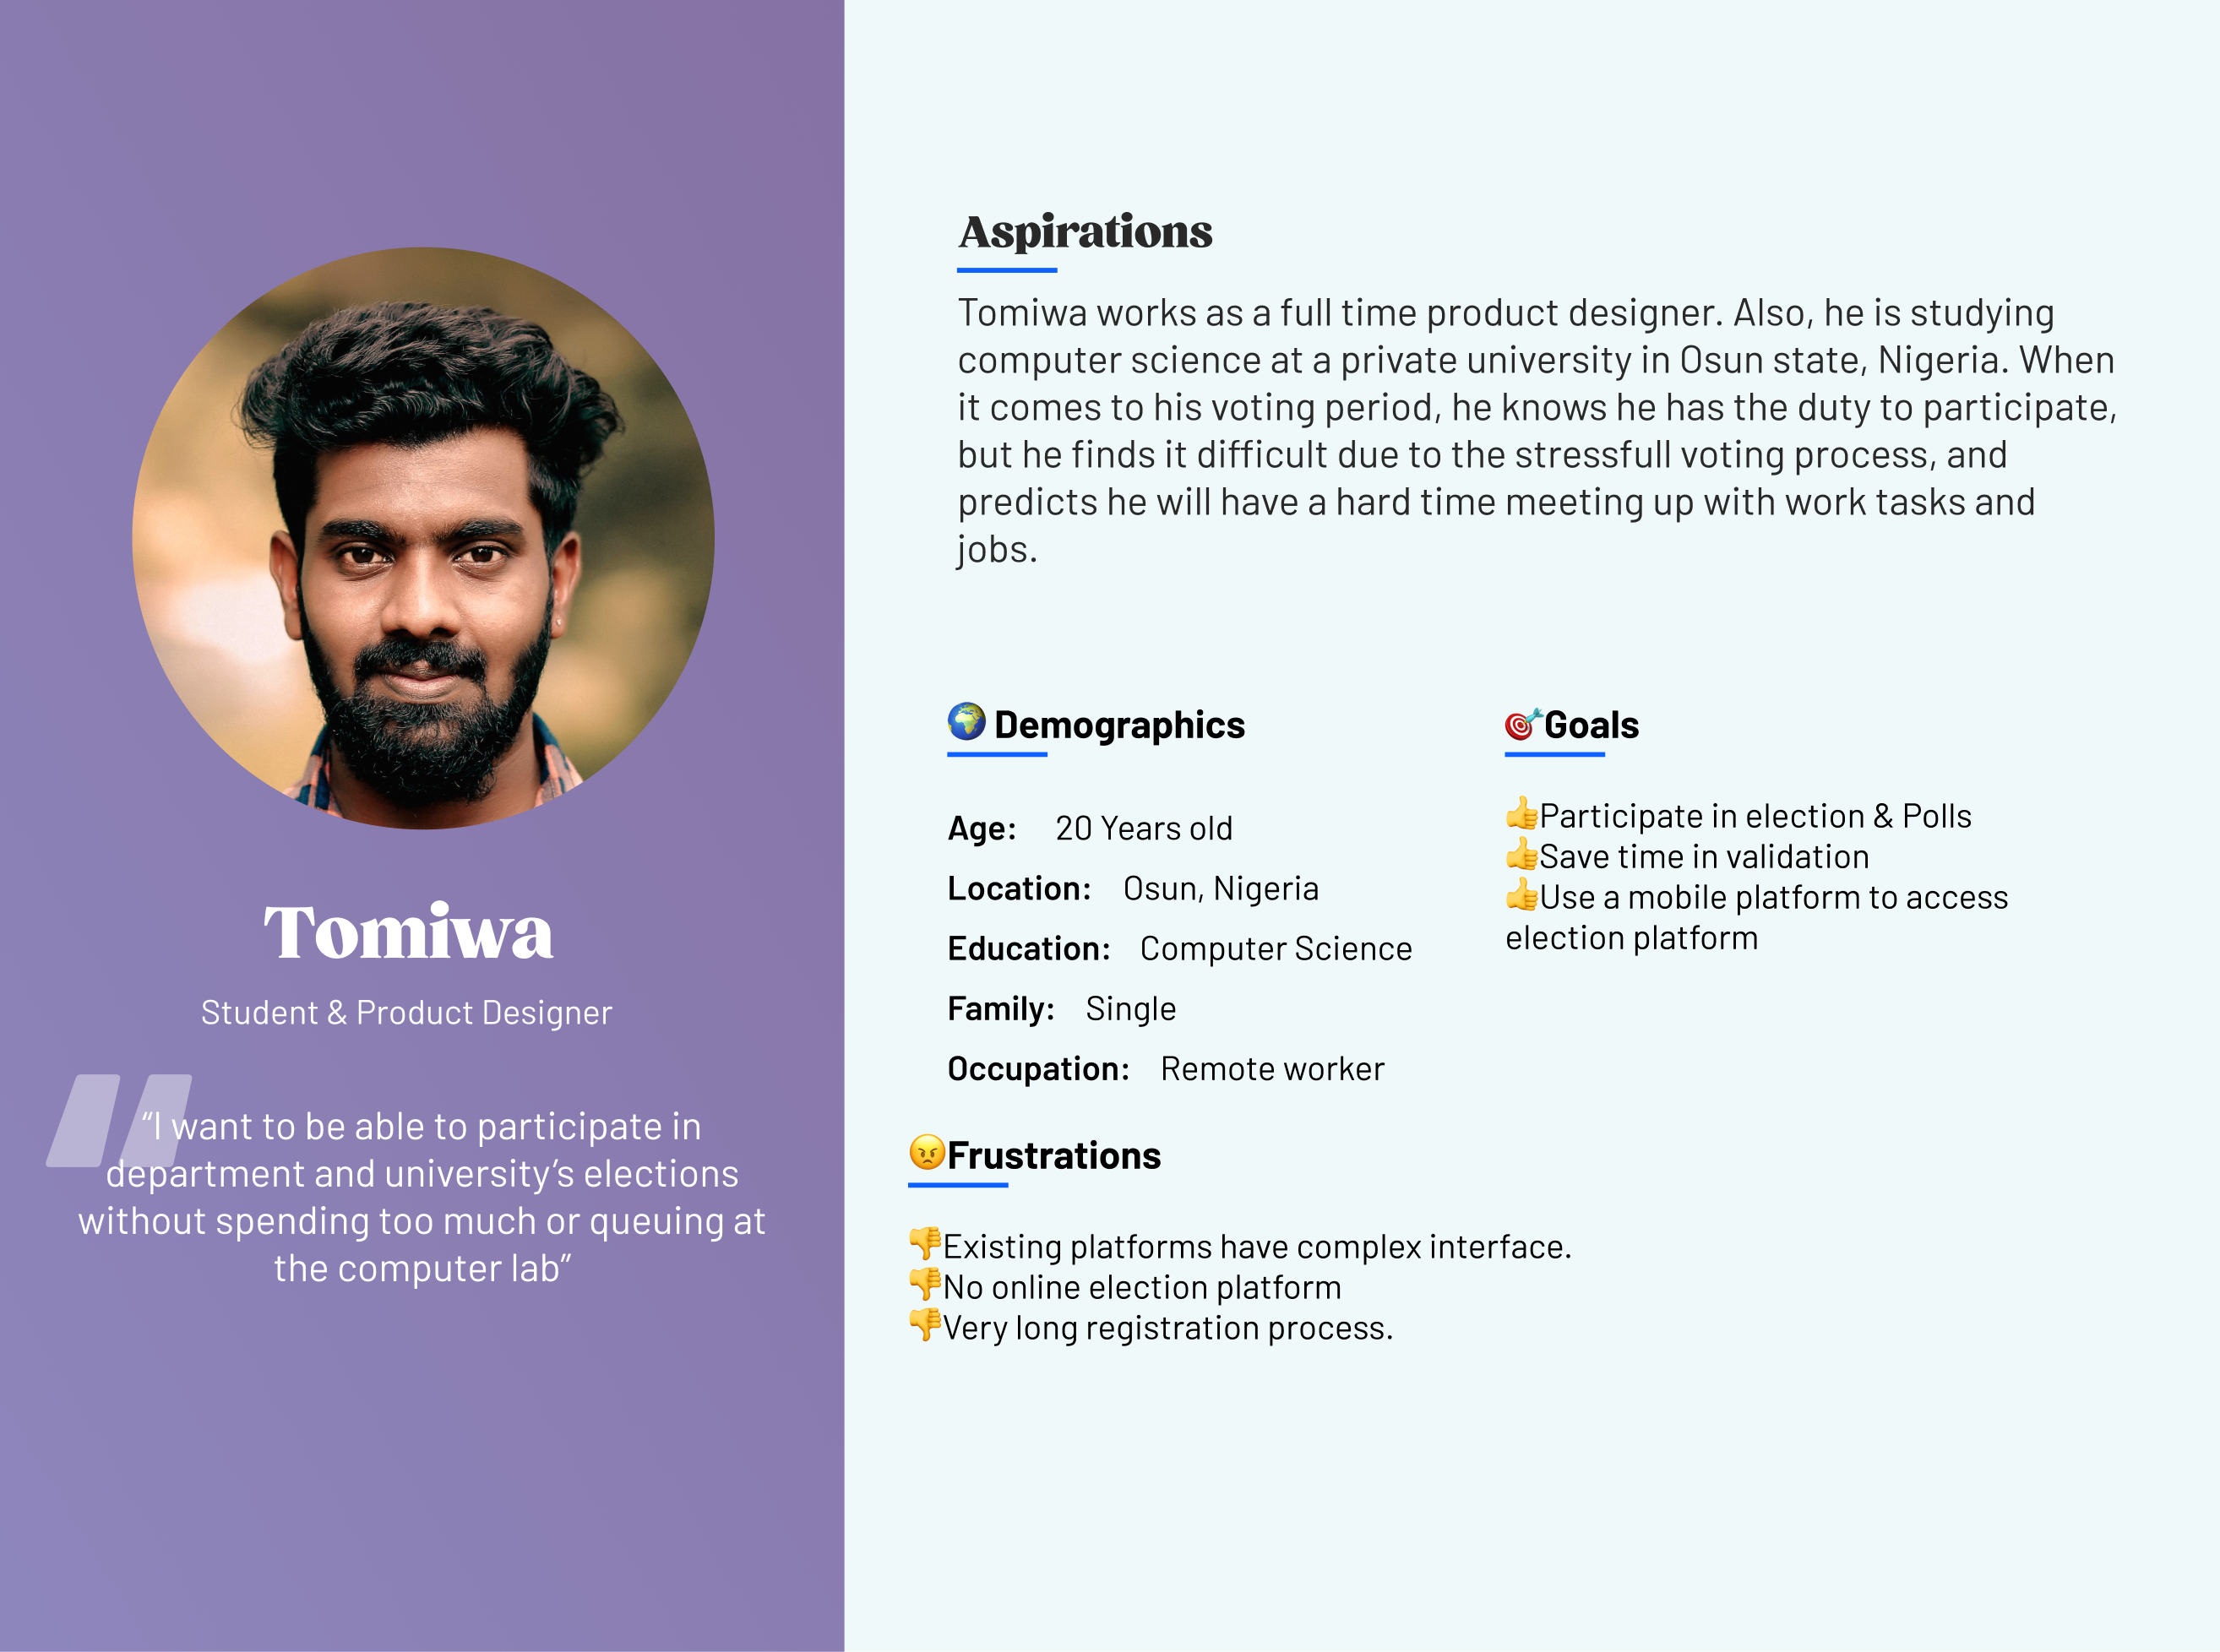 Tomiwa
Student & Product Designer
“I want to be able to participate in
department and university’s elections
without spending too much or queuing at
the computer lab”
Aspirations
Tomiwa works as a full time product designer. Also, he is studying
computer science at a private university in Osun state, Nigeria. When
it comes to his voting period, he knows he has the duty to participate,
but he finds it difficult due to the stressfull voting process, and
predicts he will have a hard time meeting up with work tasks and
jobs.
🌍 Demographics
Age: 20 Years old
Location: Osun, Nigeria
Education: Computer Science
Family: Single
Occupation: Remote worker
🎯Goals
👍Participate in election & Polls
👍Save time in validation
👍Use a mobile platform to access
election platform
😠Frustrations
👎Existing platforms have complex interface.
👎No online election platform
👎Very long registration process.